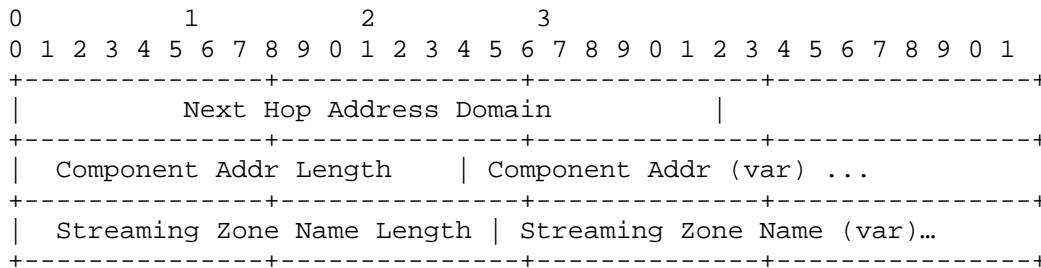 0 1 2 3
0 1 2 3 4 5 6 7 8 9 0 1 2 3 4 5 6 7 8 9 0 1 2 3 4 5 6 7 8 9 0 1
+---------------+---------------+---------------+----------------+
| Next Hop Address Domain |
+---------------+---------------+---------------+----------------+
| Component Addr Length | Component Addr (var) ...
+---------------+---------------+---------------+----------------+
| Streaming Zone Name Length | Streaming Zone Name (var)…
+---------------+---------------+---------------+----------------+